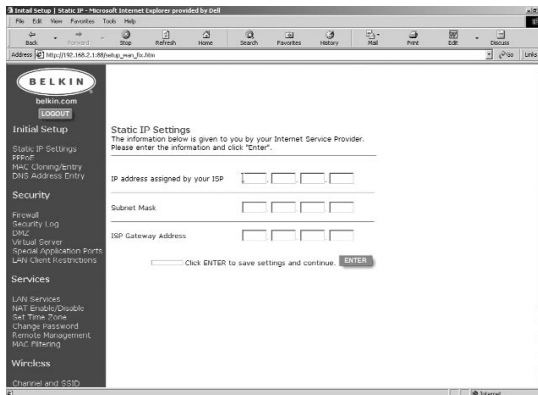 Initail Setup | Static IP - Microsoft Internet Explorer provided by Dell
File Edit View Favorites Tools Help
Back Forward Stop Refresh Home Search Favorites History Mail Print Edit Discuss
Address http://192.168.2.1:88/setup_wan_fix.htm Go Links
BELKIN
belkin.com
LOGOUT
Initial Setup
Static IP Settings
PPPoE
MAC Cloning/Entry
DNS Address Entry
Security
Firewall
Security Log
DMZ
Virtual Server
Special Application Ports
LAN Client Restrictions
Services
LAN Services
NAT Enable/Disable
Set Time Zone
Change Password
Remote Management
MAC Filtering
Wireless
Channel and SSID
Static IP Settings
The information below is given to you by your Internet Service Provider.
Please enter the information and click "Enter".
IP address assigned by your ISP
Subnet Mask
ISP Gateway Address
Click ENTER to save settings and continue. ENTER
Internet